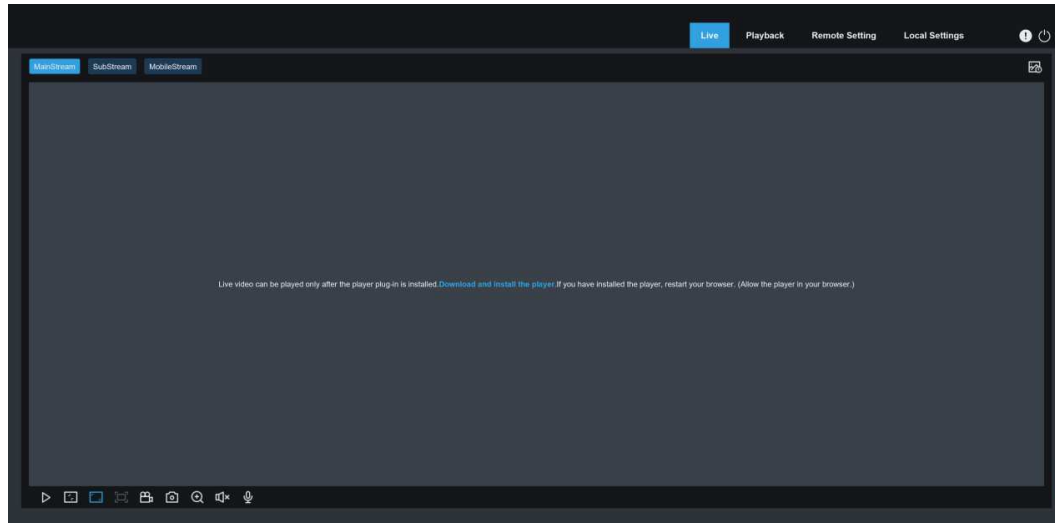 Live Playback Remote Setting Local Settings
MainStream SubStream MobileStream
Live video can be played only after the player plug-in is installed.Download and install the player.If you have installed the player, restart your browser. (Allow the player in your browser.)